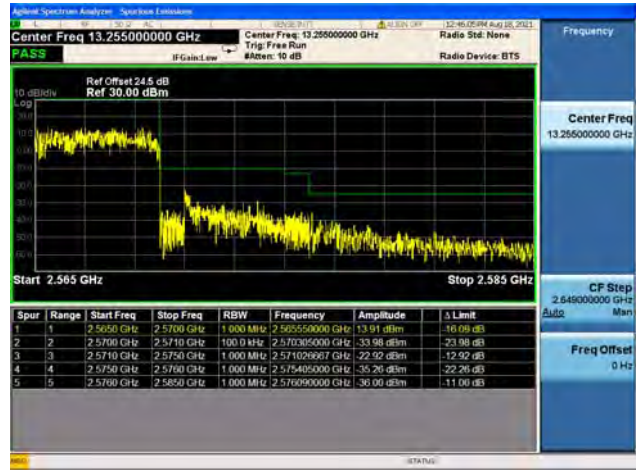 Agilent Spectrum Analyzer Spurious Emissions
50 Ω AC SENSE:INT ALIGN OFF 12:46:05 PM Aug 18, 2021
Center Freq 13.255000000 GHz Center Freq: 13.255000000 GHz Radio Std: None Frequency
Trig: Free Run
PASS IFGain:Low #Atten: 10 dB Radio Device: BTS
Ref Offset 24.5 dB
10 dB/div Ref 30.00 dBm
Log
Center Freq
13.255000000 GHz
Start 2.565 GHz Stop 2.585 GHz
CF Step
2.649000000 GHz
Auto Man
Spur Range Start Freq Stop Freq RBW Frequency Amplitude Δ Limit
1 1 2.5650 GHz 2.5700 GHz 1.000 MHz 2.565550000 GHz 13.91 dBm -16.09 dB
2 2 2.5700 GHz 2.5710 GHz 100.0 kHz 2.570305000 GHz -33.98 dBm -23.98 dB
3 3 2.5710 GHz 2.5750 GHz 1.000 MHz 2.571026667 GHz -22.92 dBm -12.92 dB
4 4 2.5750 GHz 2.5760 GHz 1.000 MHz 2.575405000 GHz -35.26 dBm -22.26 dB
5 5 2.5760 GHz 2.5850 GHz 1.000 MHz 2.576090000 GHz -36.00 dBm -11.00 dB
Freq Offset
0 Hz
MSG STATUS